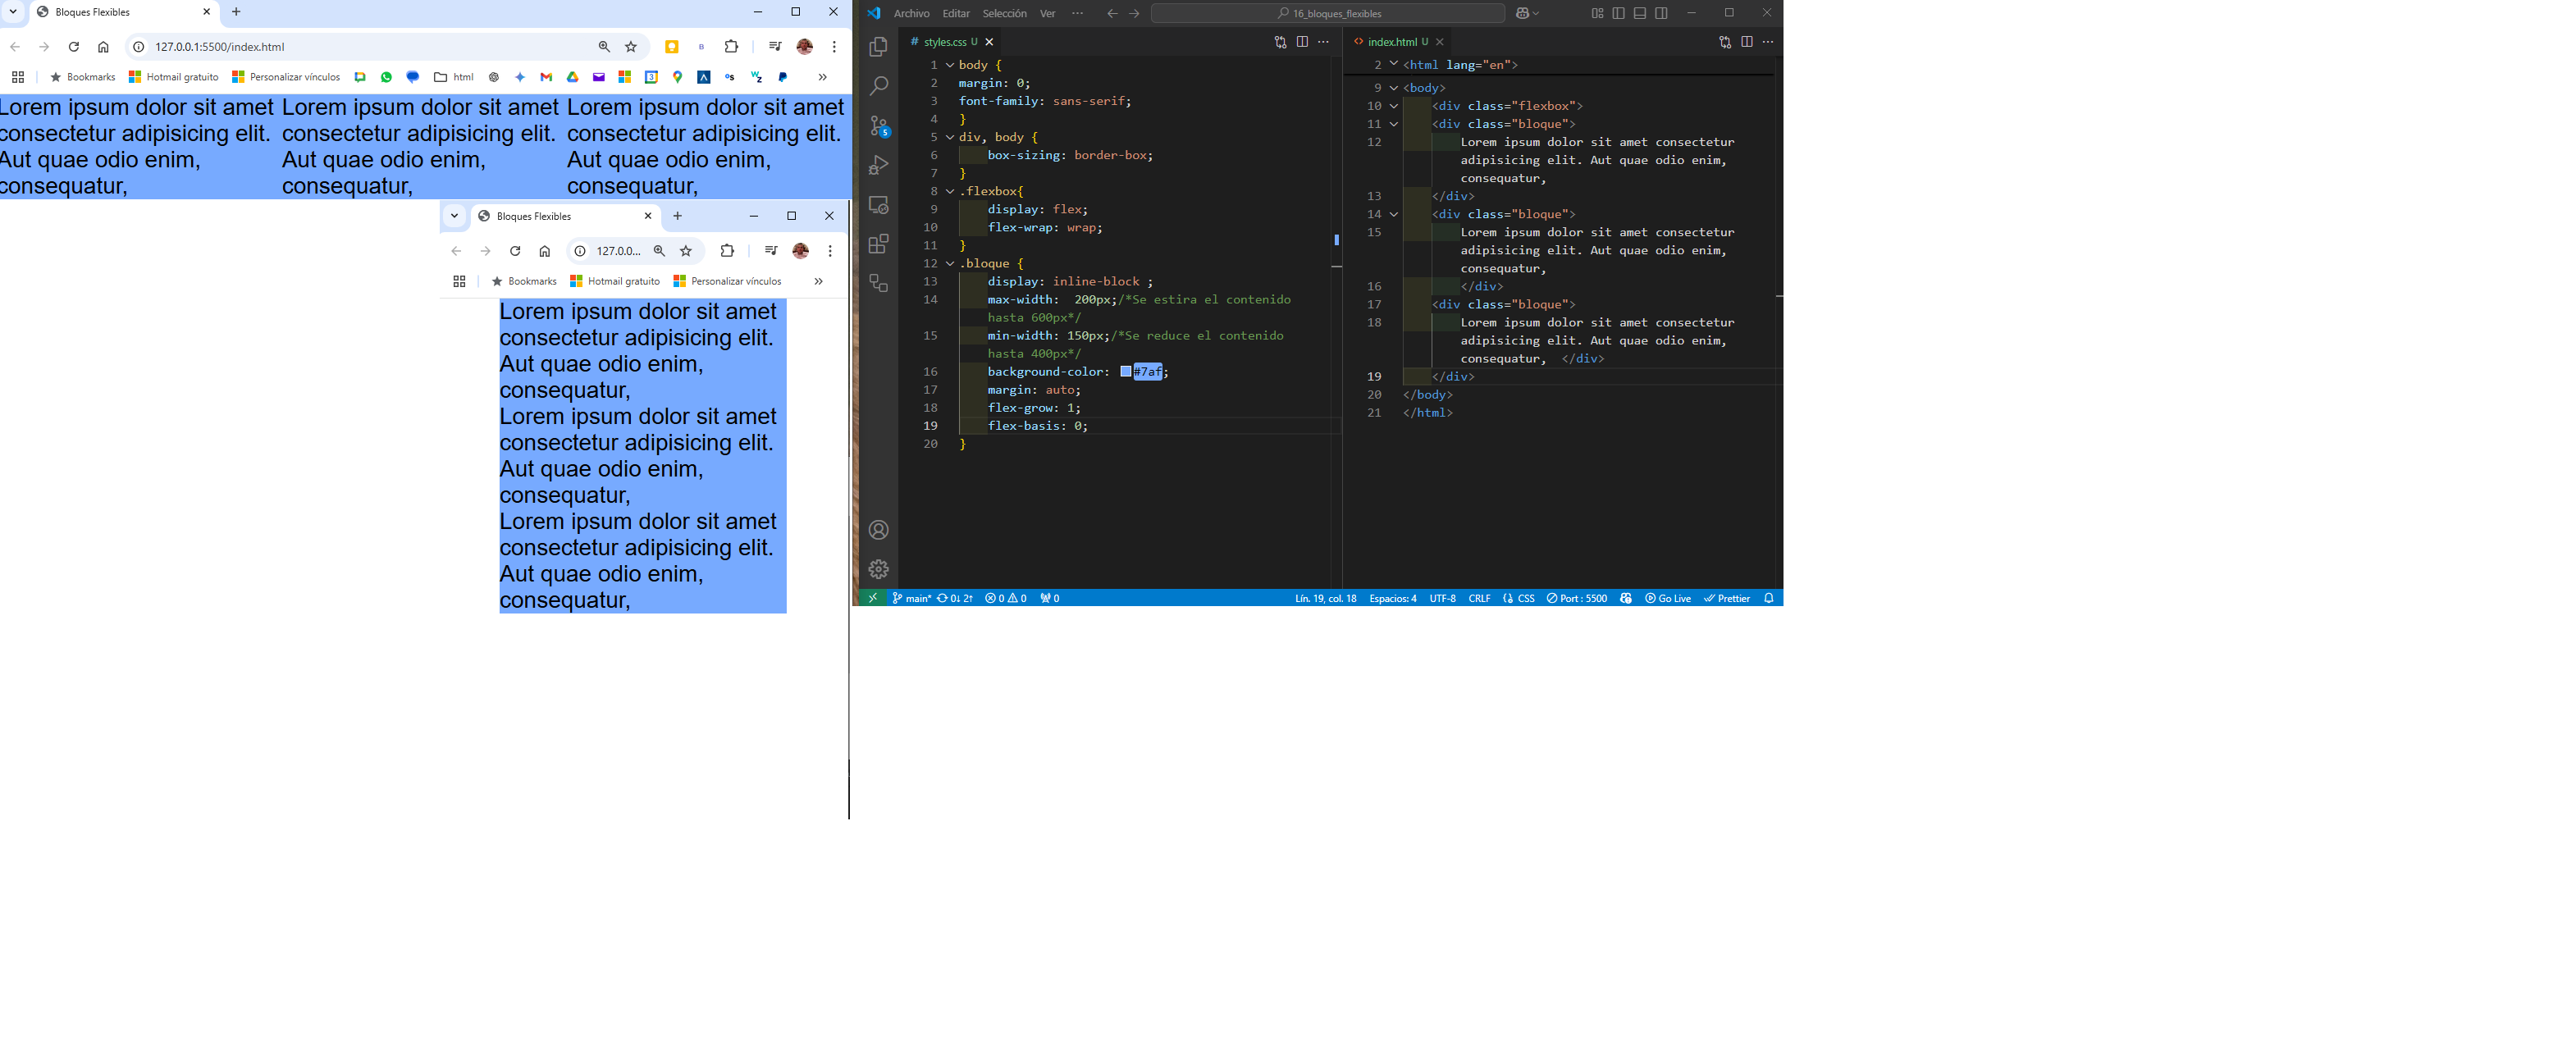 Bloques Flexibles
127.0.0.1:5500/index.html
Bookmarks
Hotmail gratuito
Personalizar vínculos
html
Lorem ipsum dolor sit amet
consectetur adipisicing elit.
Aut quae odio enim,
consequatur,
Lorem ipsum dolor sit amet
consectetur adipisicing elit.
Aut quae odio enim,
consequatur,
Lorem ipsum dolor sit amet
consectetur adipisicing elit.
Aut quae odio enim,
consequatur,
Bloques Flexibles
127.0.0...
Bookmarks
Hotmail gratuito
Personalizar vínculos
Lorem ipsum dolor sit amet
consectetur adipisicing elit.
Aut quae odio enim,
consequatur,
Lorem ipsum dolor sit amet
consectetur adipisicing elit.
Aut quae odio enim,
consequatur,
Lorem ipsum dolor sit amet
consectetur adipisicing elit.
Aut quae odio enim,
consequatur,
Archivo Editar Selección Ver ···
16_bloques_flexibles
# styles.css U
1 body {
2 margin: 0;
3 font-family: sans-serif;
4 }
5 div, body {
6 box-sizing: border-box;
7 }
8 .flexbox{
9 display: flex;
10 flex-wrap: wrap;
11 }
12 .bloque {
13 display: inline-block ;
14 max-width:  200px;/*Se estira el contenido
hasta 600px*/
15 min-width: 150px;/*Se reduce el contenido
hasta 400px*/
16 background-color: #7af;
17 margin: auto;
18 flex-grow: 1;
19 flex-basis: 0;
20 }
<> index.html U
2 <html lang="en">
9 <body>
10 <div class="flexbox">
11 <div class="bloque">
12 Lorem ipsum dolor sit amet consectetur
adipisicing elit. Aut quae odio enim,
consequatur,
13 </div>
14 <div class="bloque">
15 Lorem ipsum dolor sit amet consectetur
adipisicing elit. Aut quae odio enim,
consequatur,
16 </div>
17 <div class="bloque">
18 Lorem ipsum dolor sit amet consectetur
adipisicing elit. Aut quae odio enim,
consequatur,  </div>
19 </div>
20 </body>
21 </html>
5
main* 0↓ 2↑ 0 0 0
Lín. 19, col. 18 Espacios: 4 UTF-8 CRLF CSS Port : 5500 Go Live Prettier